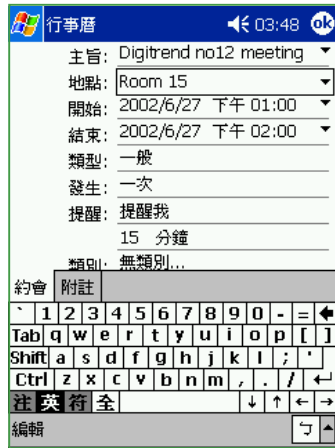 行事曆 03:48 ok
主旨: Digitrend no12 meeting
地點: Room 15
開始: 2002/6/27 下午 01:00
結束: 2002/6/27 下午 02:00
類型: 一般
發生: 一次
提醒: 提醒我
15 分鐘
類別: 無類別...
約會 附註
` 1 2 3 4 5 6 7 8 9 0 - =
Tab q w e r t y u i o p [ ]
Shift a s d f g h j k l ; '
Ctrl z x c v b n m , . /
注 英 符 全
編輯 ㄅ